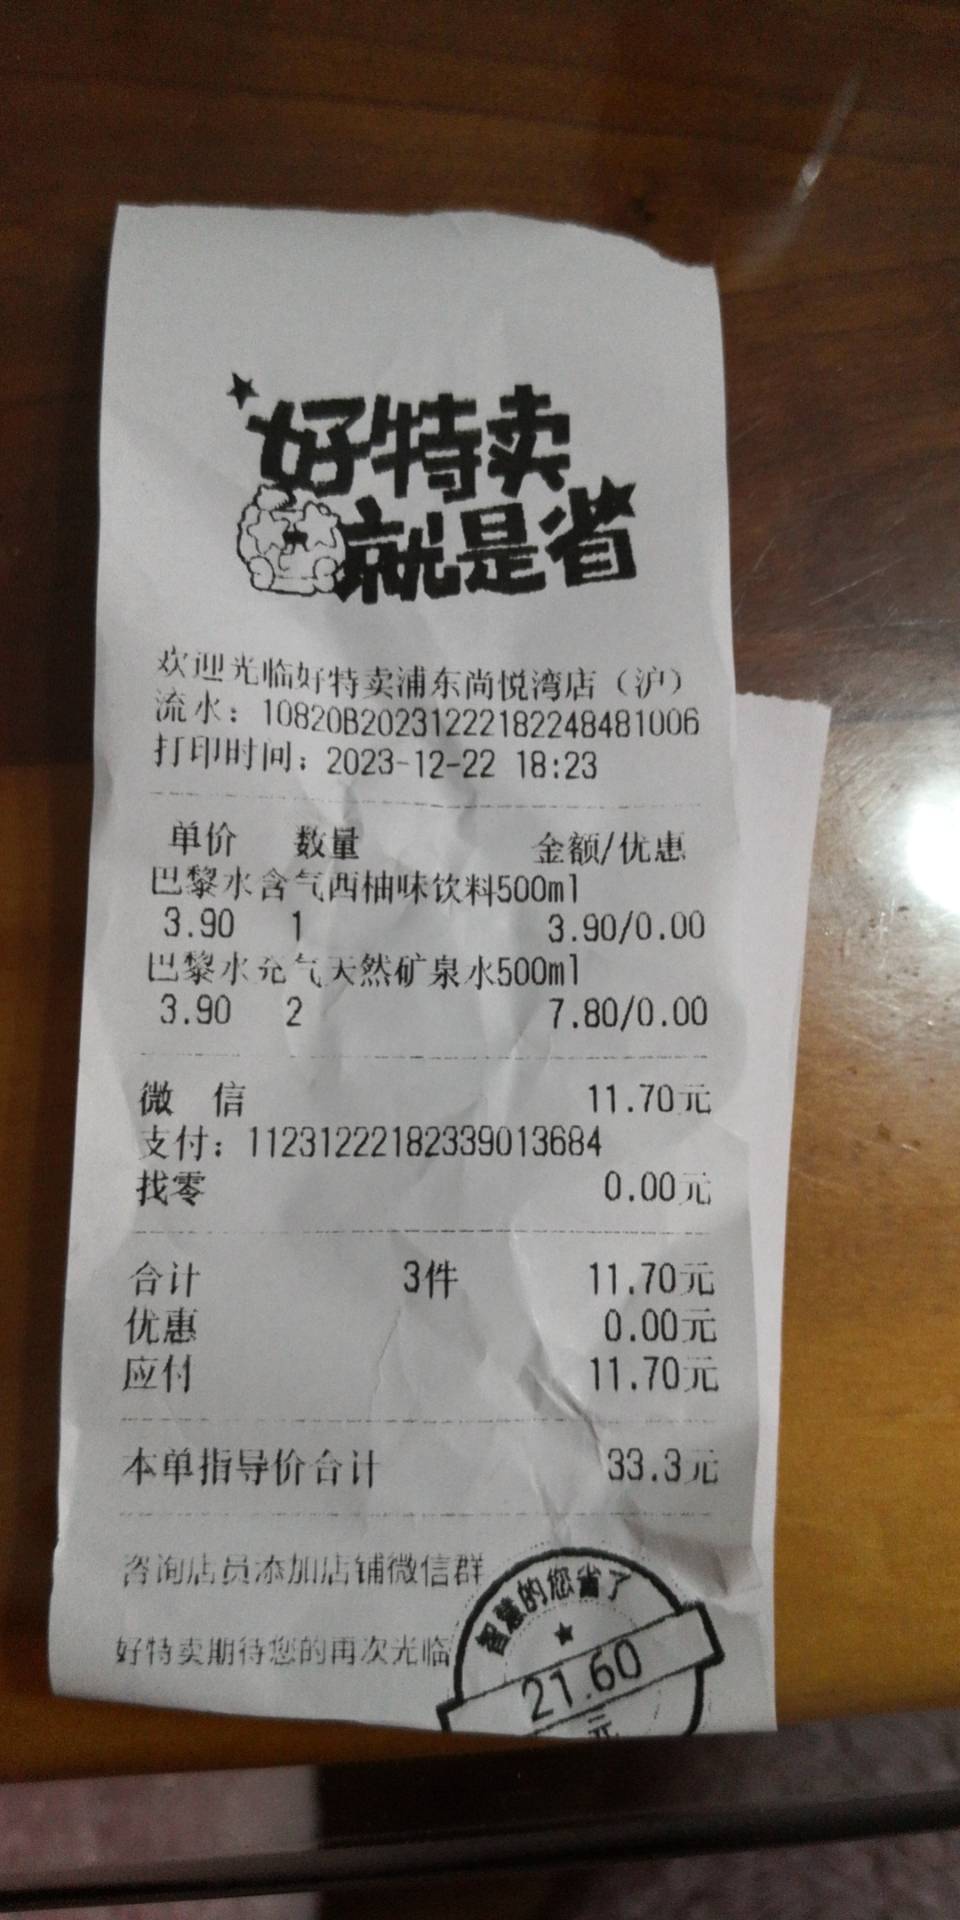 好特卖
就是省
欢迎光临好特卖浦东尚悦湾店（沪）
流水：10820B20231222182248481006
打印时间：2023-12-22 18:23
单价 数量 金额/优惠
巴黎水含气西柚味饮料500ml
3.90 1 3.90/0.00
巴黎水充气天然矿泉水500ml
3.90 2 7.80/0.00
微 信 11.70元
支付：11231222182339013684
找零 0.00元
合计 3件 11.70元
优惠 0.00元
应付 11.70元
本单指导价合计 33.3元
咨询店员添加店铺微信群
好特卖期待您的再次光临
智慧的您省了
21.60
元